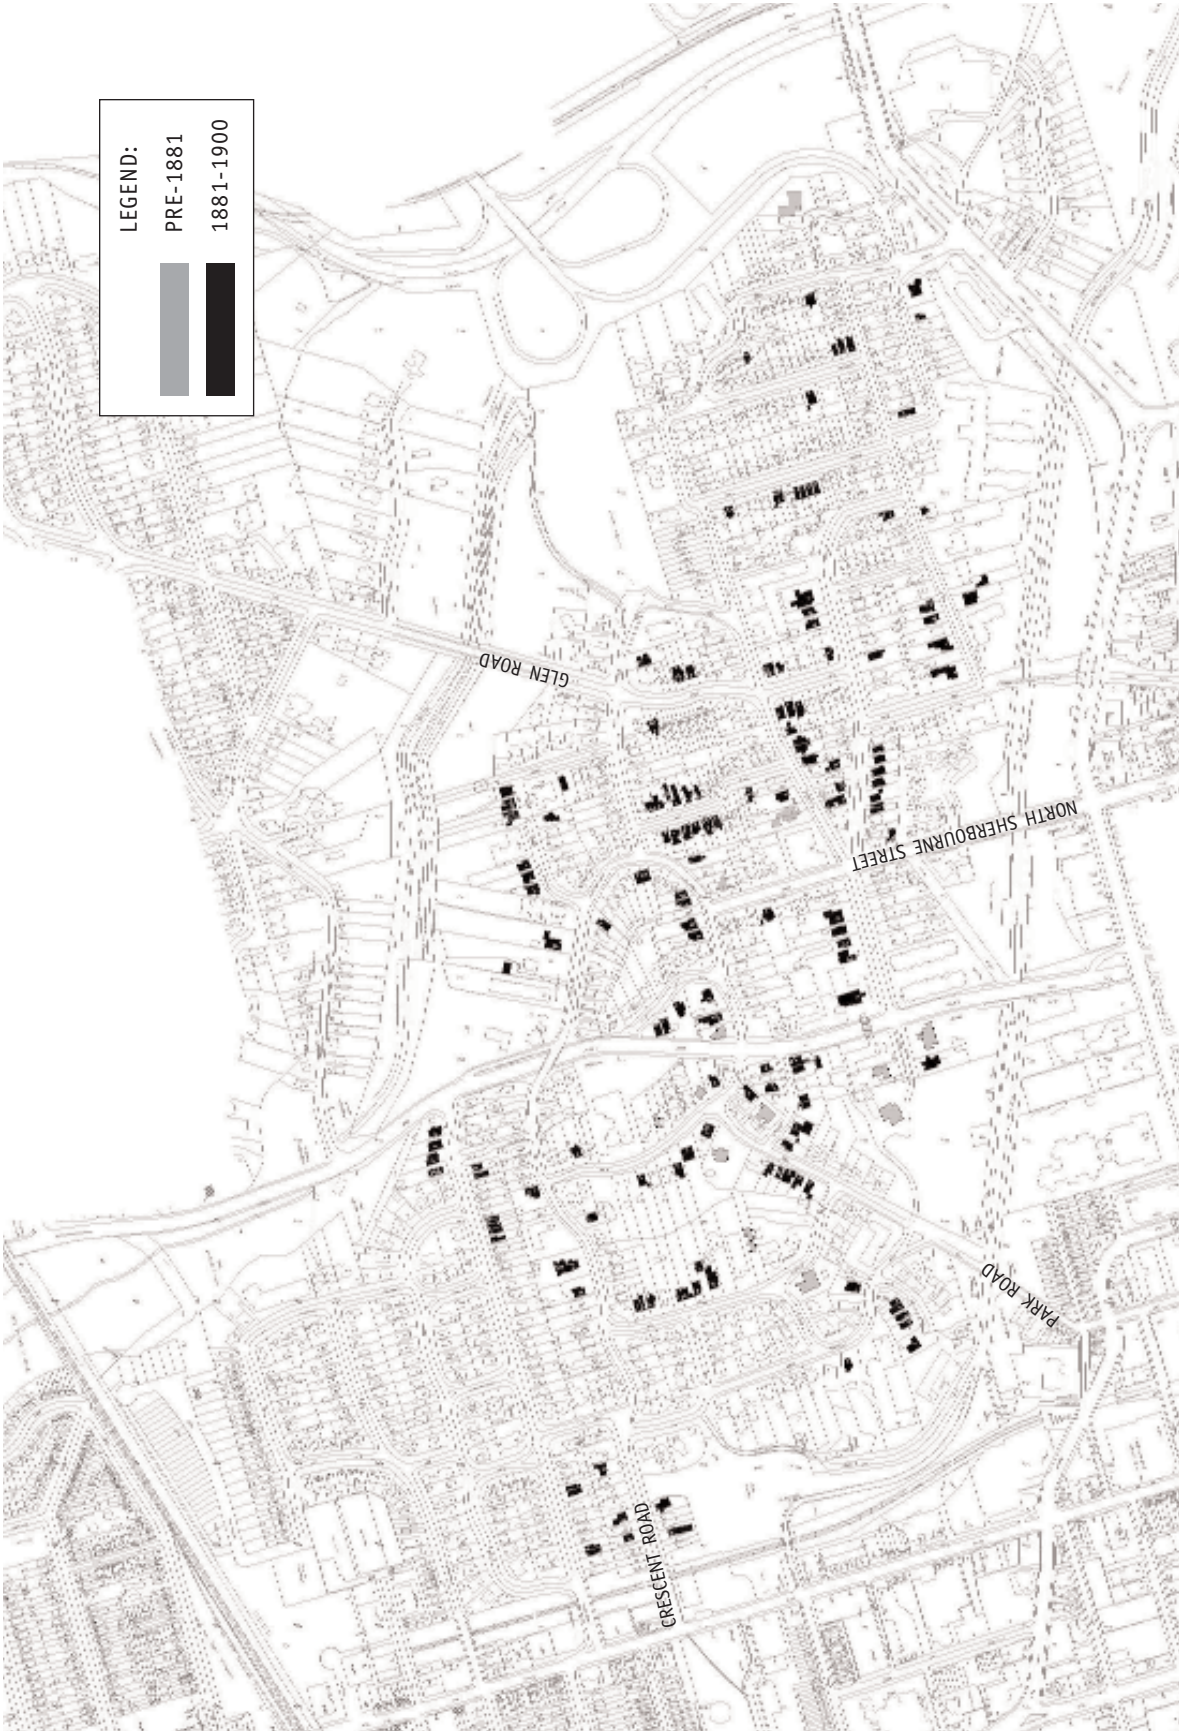 LEGEND:
PRE-1881
1881-1900
GLEN ROAD
NORTH SHERBOURNE STREET
PARK ROAD
CRESCENT ROAD